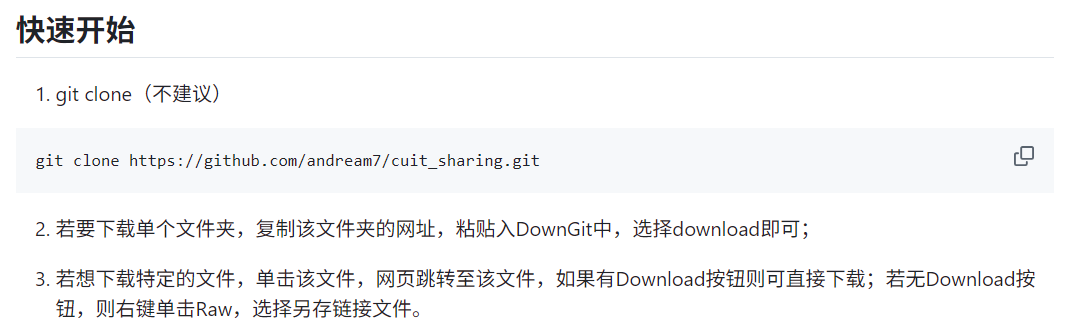 快速开始
1. git clone（不建议）
git clone https://github.com/andream7/cuit_sharing.git
2. 若要下载单个文件夹，复制该文件夹的网址，粘贴入DownGit中，选择download即可；
3. 若想下载特定的文件，单击该文件，网页跳转至该文件，如果有Download按钮则可直接下载；若无Download按
钮，则右键单击Raw，选择另存链接文件。